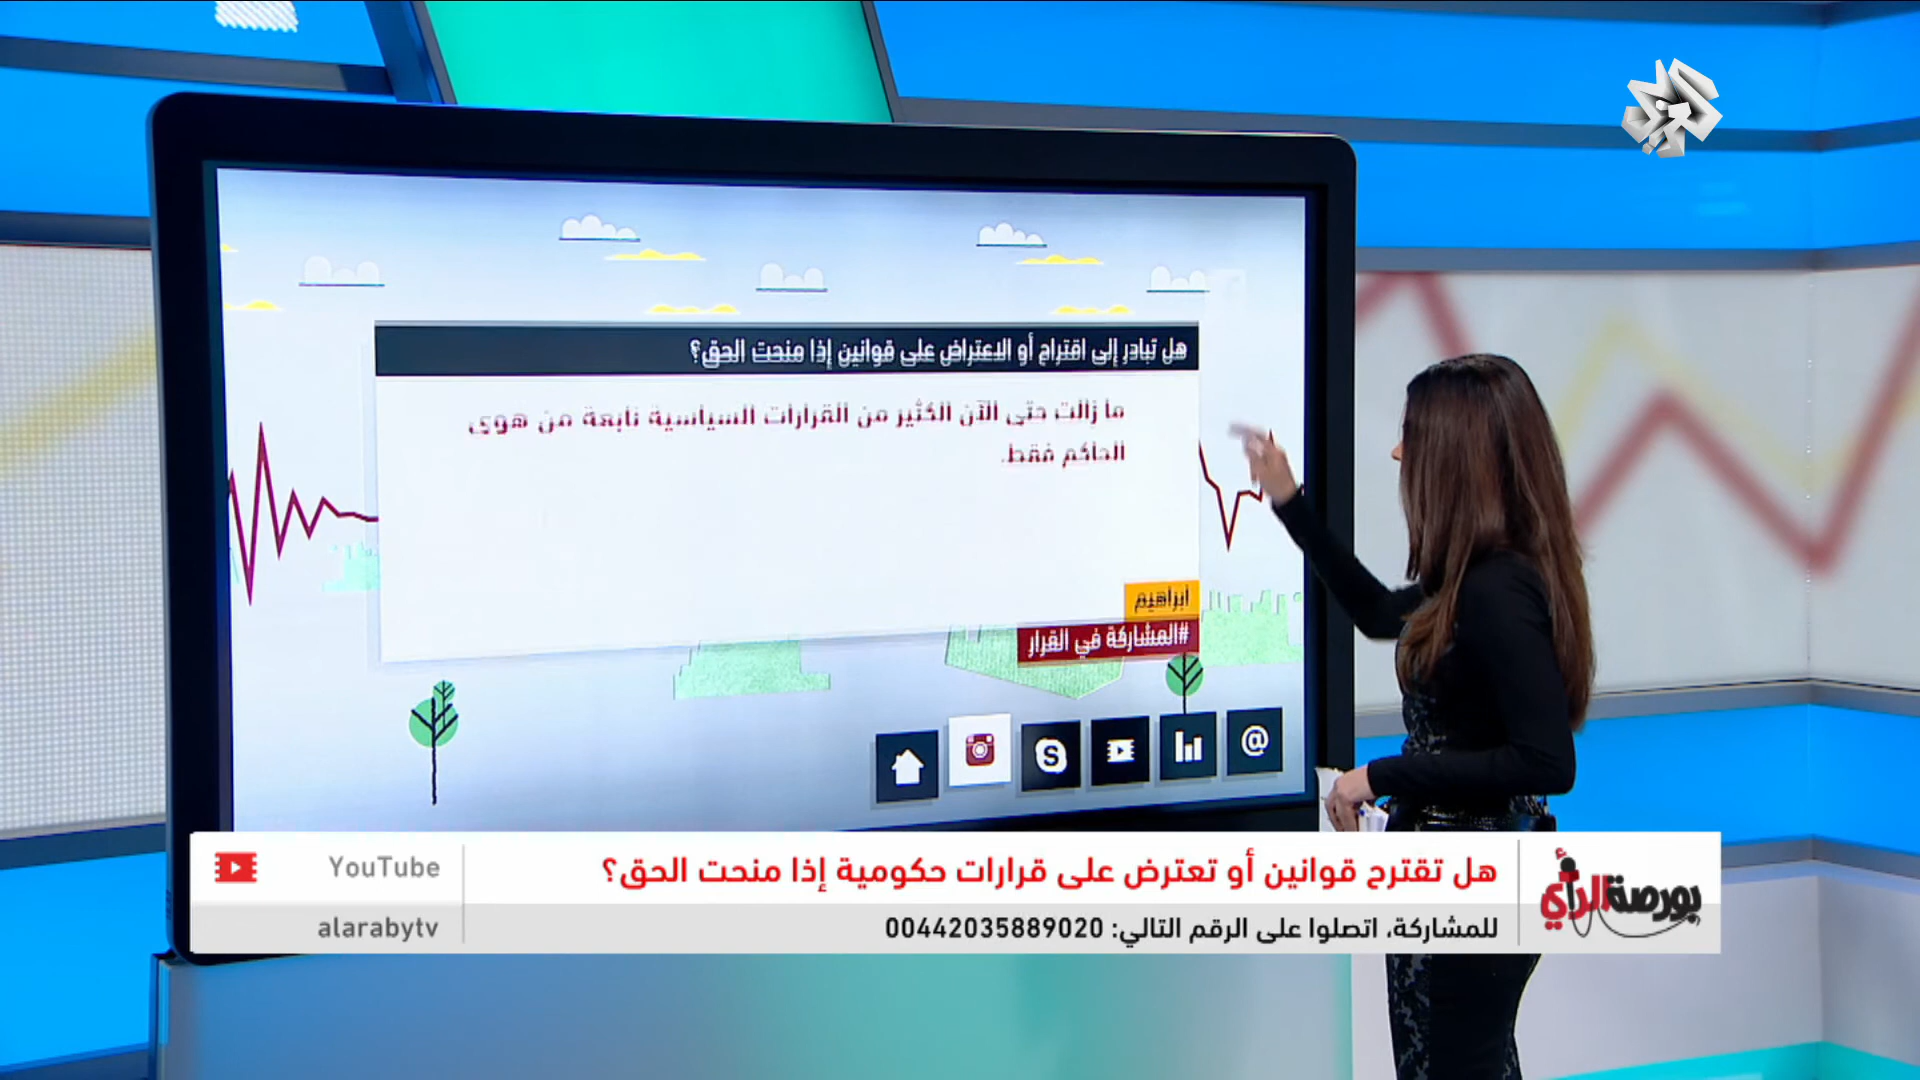 هل تبادر إلى اقتراح أو الاعتراض على قوانين إذا منحت الحق؟
ما زالت حتى الآن الكثير من القرارات السياسية نابعة من هوى
الحاكم فقط.
ابراهيم
#المشاركة في القرار
بورصة الرأي
هل تقترح قوانين أو تعترض على قرارات حكومية إذا منحت الحق؟
للمشاركة، اتصلوا على الرقم التالي: 00442035889020
YouTube
alarabytv